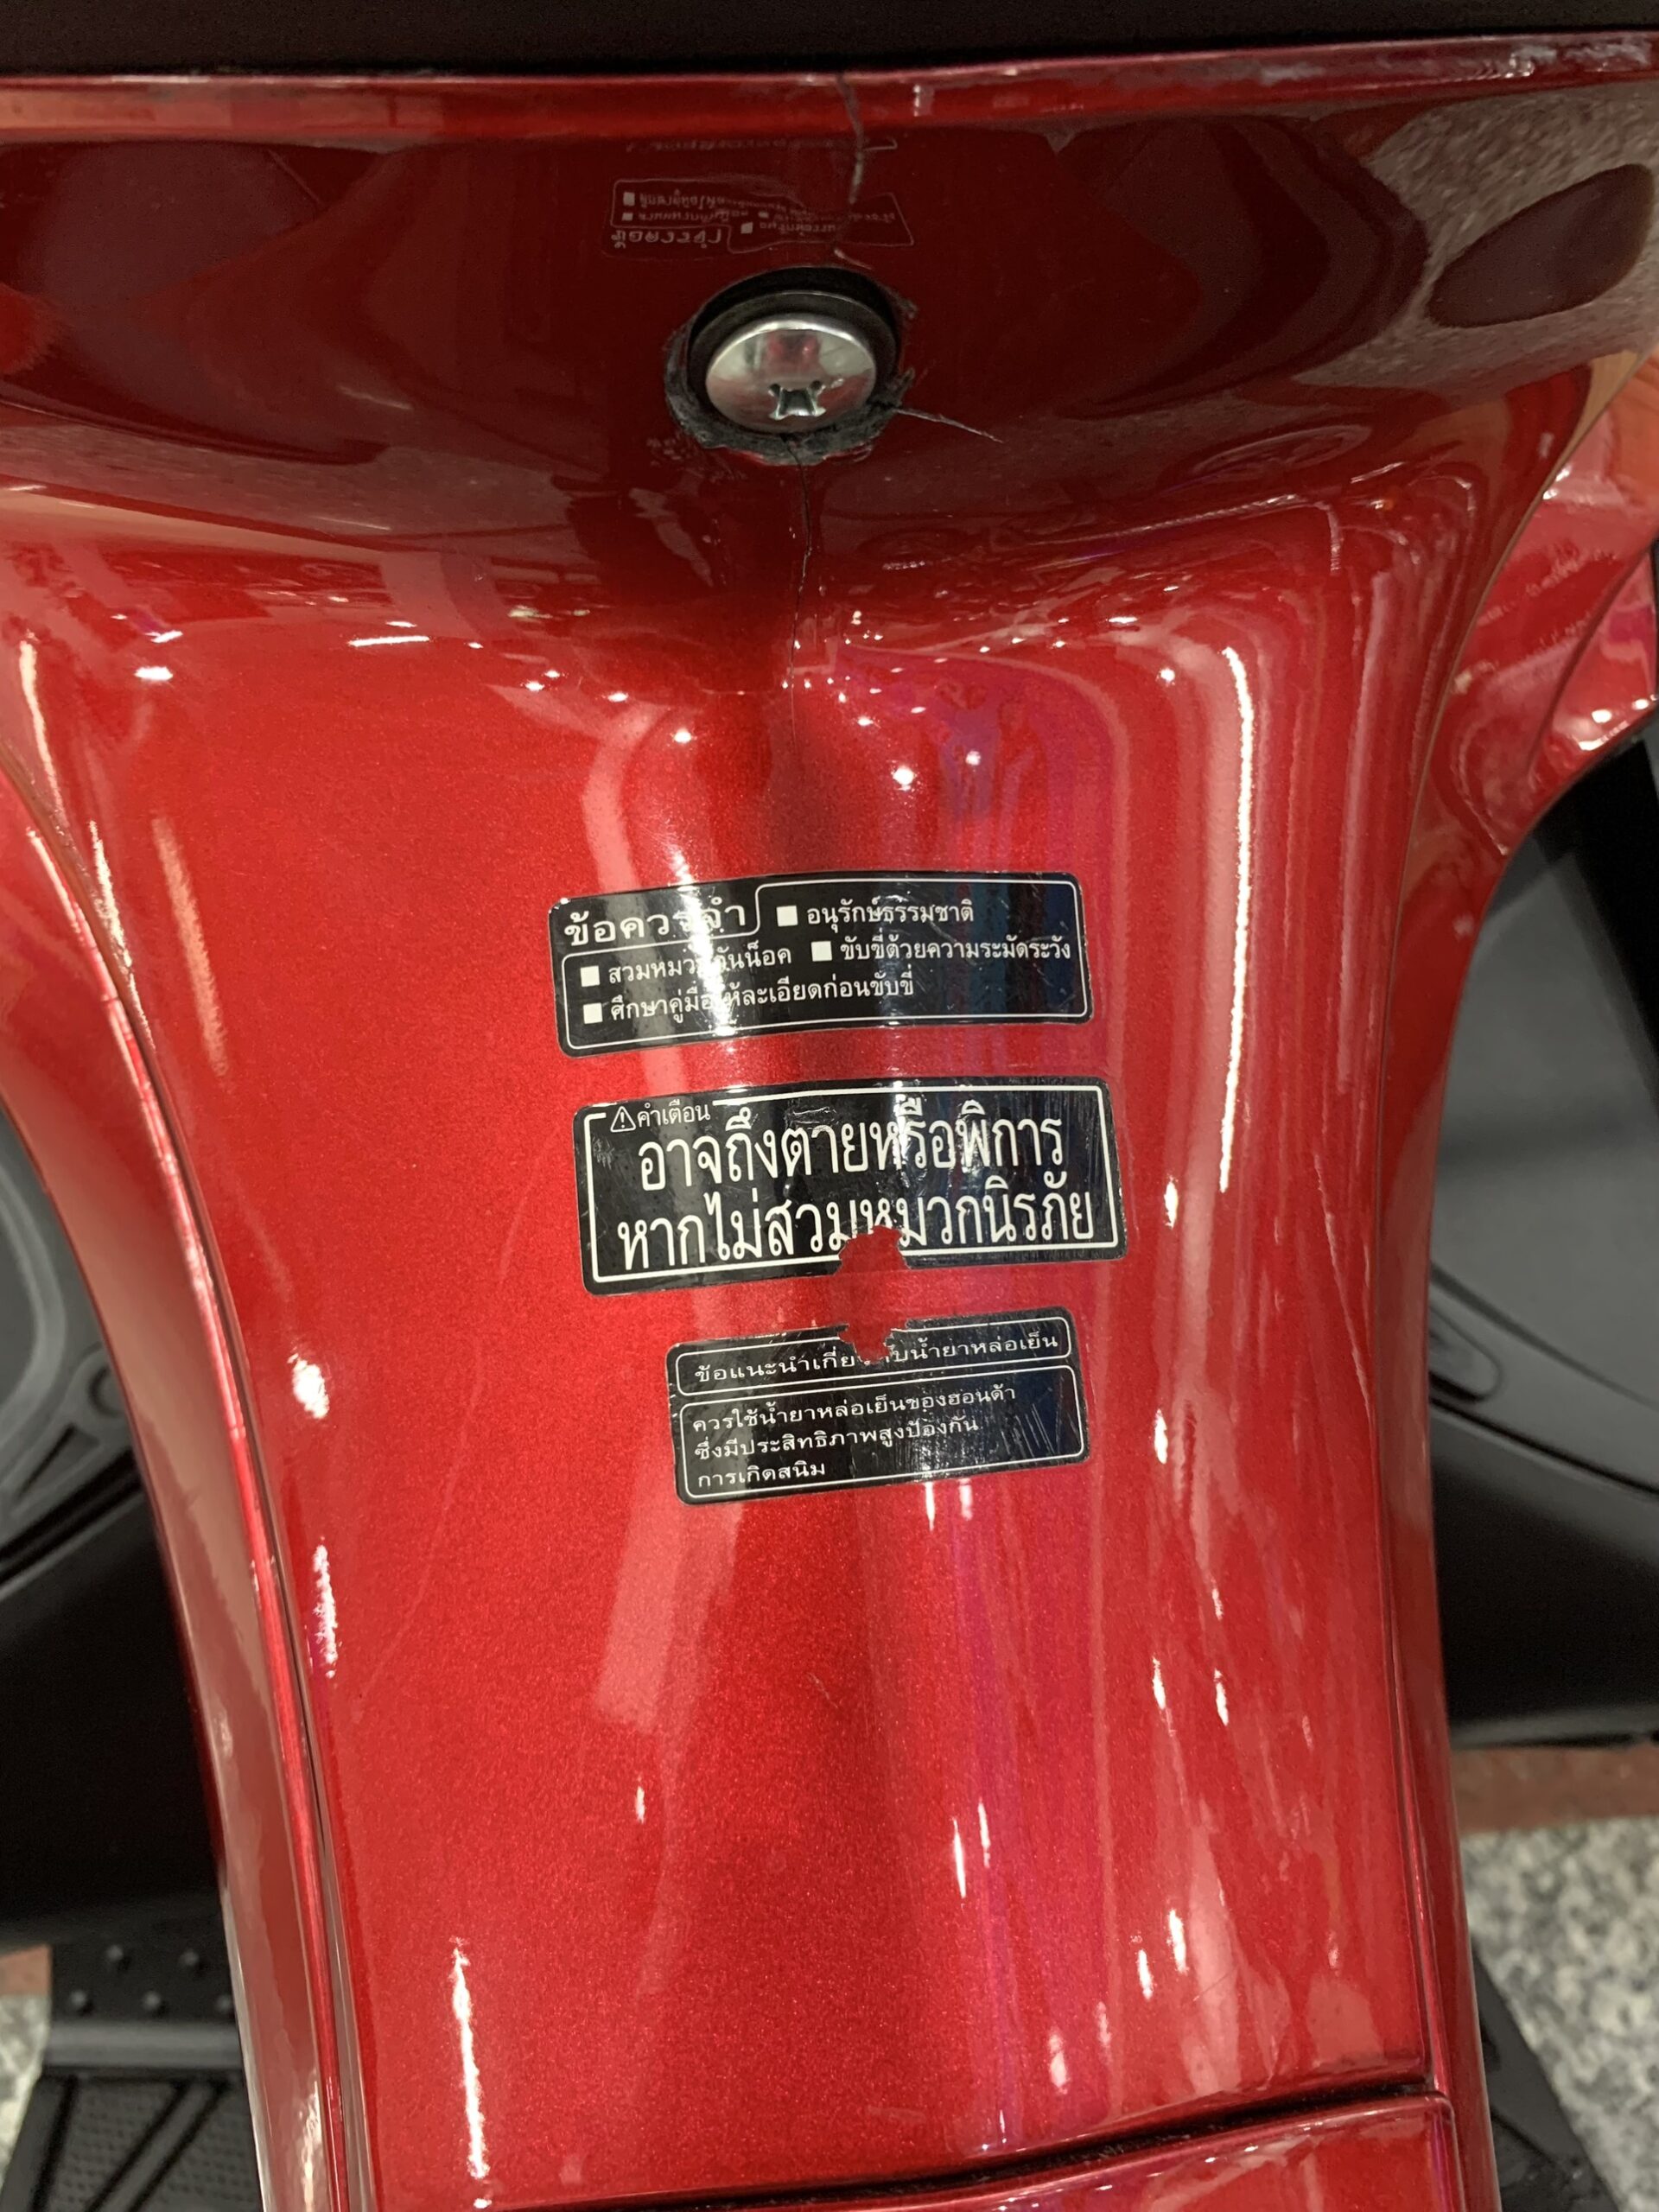 ข้อควรจำ
■ อนุรักษ์ธรรมชาติ
■ สวมหมวกกันน็อค ■ ขับขี่ด้วยความระมัดระวัง
■ ศึกษาคู่มือให้ละเอียดก่อนขับขี่
⚠คำเตือน
อาจถึงตายหรือพิการ
หากไม่สวมหมวกนิรภัย
ข้อแนะนำเกี่ยวกับน้ำยาหล่อเย็น
ควรใช้น้ำยาหล่อเย็นของฮอนด้า
ซึ่งมีประสิทธิภาพสูงป้องกัน
การเกิดสนิม